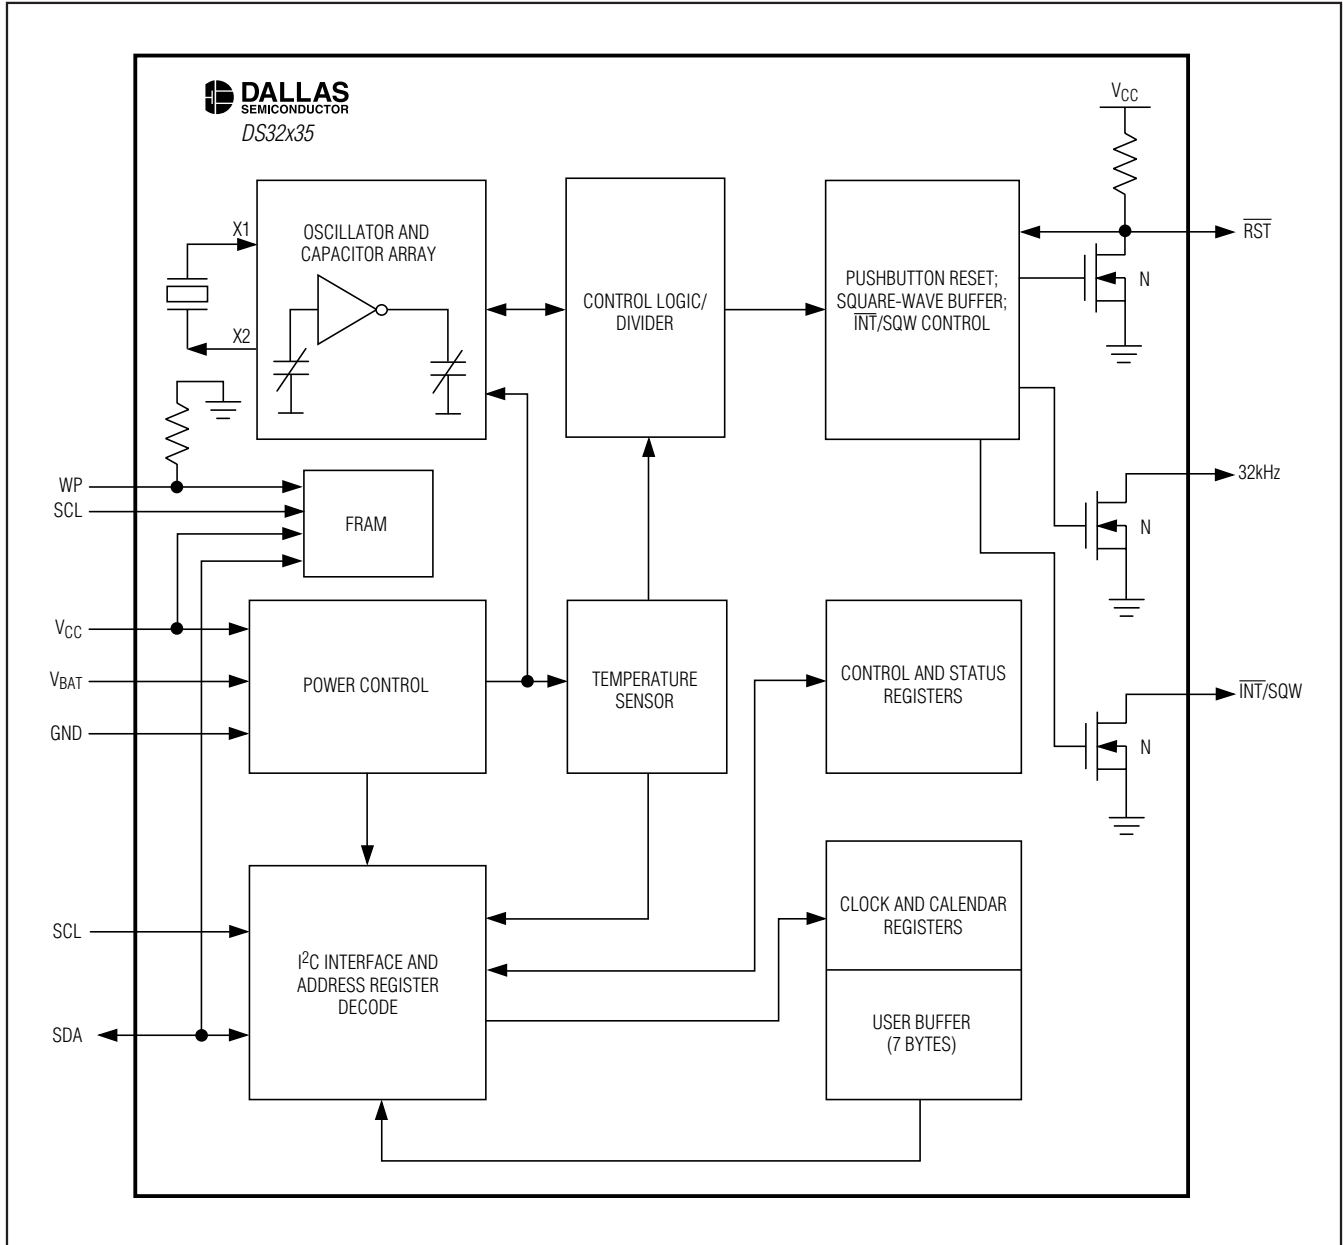 DALLAS
SEMICONDUCTOR
DS32x35
VCC
X1
OSCILLATOR AND
CAPACITOR ARRAY
X2
CONTROL LOGIC/
DIVIDER
PUSHBUTTON RESET;
SQUARE-WAVE BUFFER;
INT/SQW CONTROL
RST
N
WP
SCL
FRAM
32kHz
N
VCC
VBAT
GND
POWER CONTROL
TEMPERATURE
SENSOR
CONTROL AND STATUS
REGISTERS
INT/SQW
N
SCL
SDA
I2C INTERFACE AND
ADDRESS REGISTER
DECODE
CLOCK AND CALENDAR
REGISTERS
USER BUFFER
(7 BYTES)